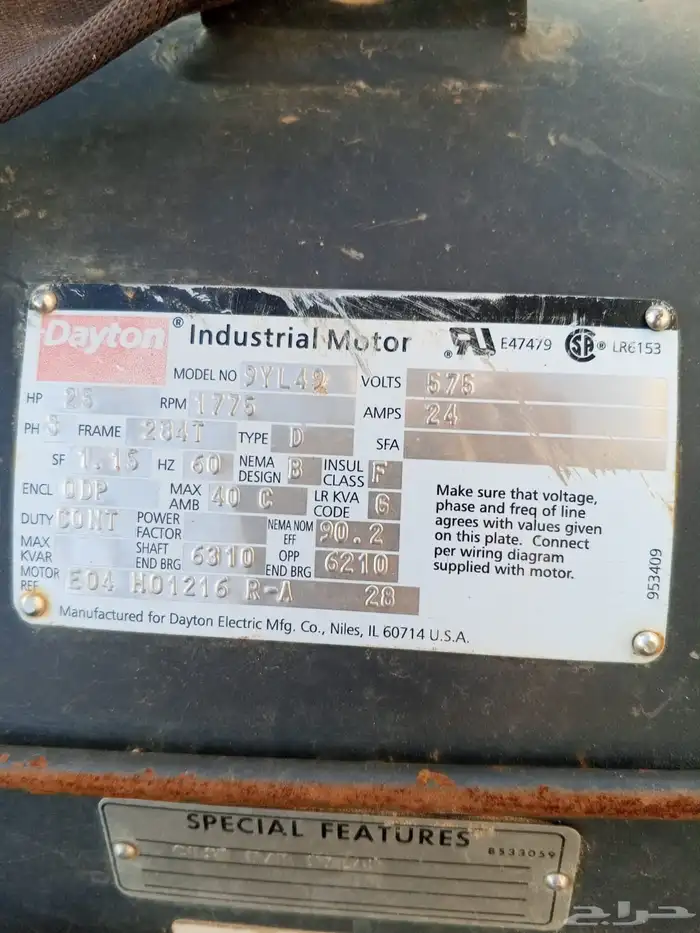 Dayton® Industrial Motor ® E47479 SA ® LR6153
MODEL NO 9YL42 VOLTS 575
HP 25 RPM 1775 AMPS 24
PH 3 FRAME 284T TYPE D SFA
SF 1.15 HZ 60 NEMA DESIGN B INSUL CLASS F
ENCL ODP MAX AMB 40 C LR KVA CODE G
DUTY CONT POWER FACTOR NEMA NOM EFF 90.2
MAX KVAR SHAFT END BRG 6310 OPP END BRG 6210
MOTOR REF E04 H01216 R-A 28
Make sure that voltage,
phase and freq of line
agrees with values given
on this plate. Connect
per wiring diagram
supplied with motor.
953409
Manufactured for Dayton Electric Mfg. Co., Niles, IL 60714 U.S.A.
SPECIAL FEATURES 8533059
حراج